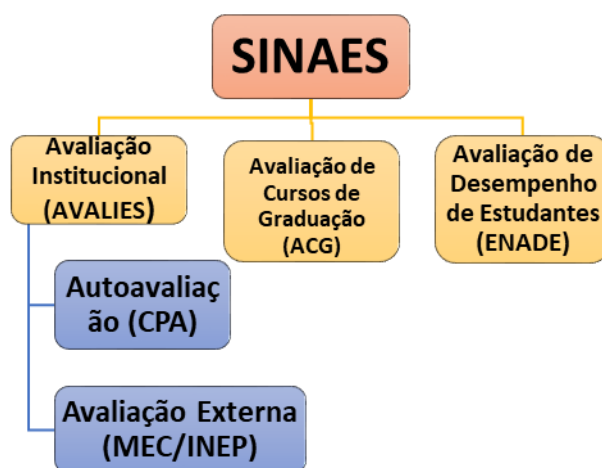 SINAES
Avaliação
Institucional
(AVALIES)
Avaliação de
Cursos de
Graduação
(ACG)
Avaliação de
Desempenho
de Estudantes
(ENADE)
Autoavaliaç
ão (CPA)
Avaliação Externa
(MEC/INEP)